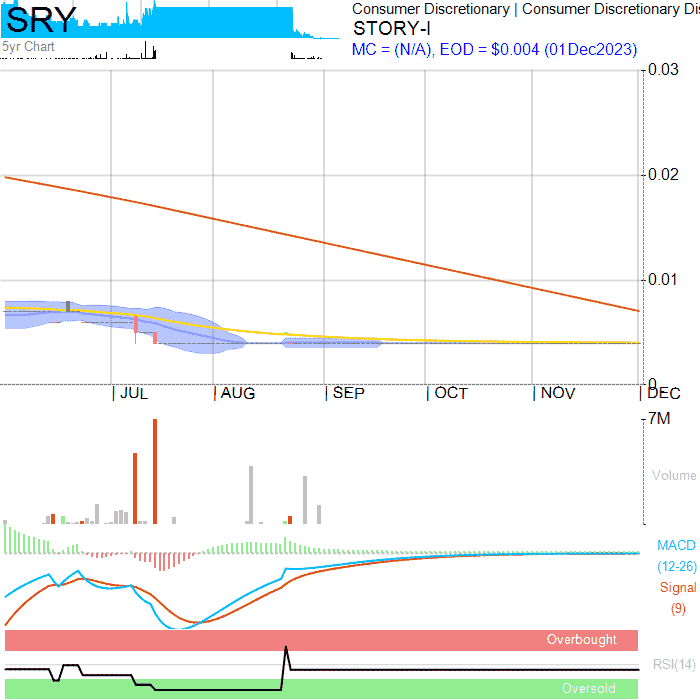 SRY
5yr Chart
Consumer Discretionary | Consumer Discretionary Dis
STORY-I
MC = (N/A), EOD = $0.004 (01Dec2023)
0.03
0.02
0.01
0
JUL
AUG
SEP
OCT
NOV
DEC
7M
Volume
MACD
(12-26)
Signal
(9)
Overbought
RSI(14)
Oversold